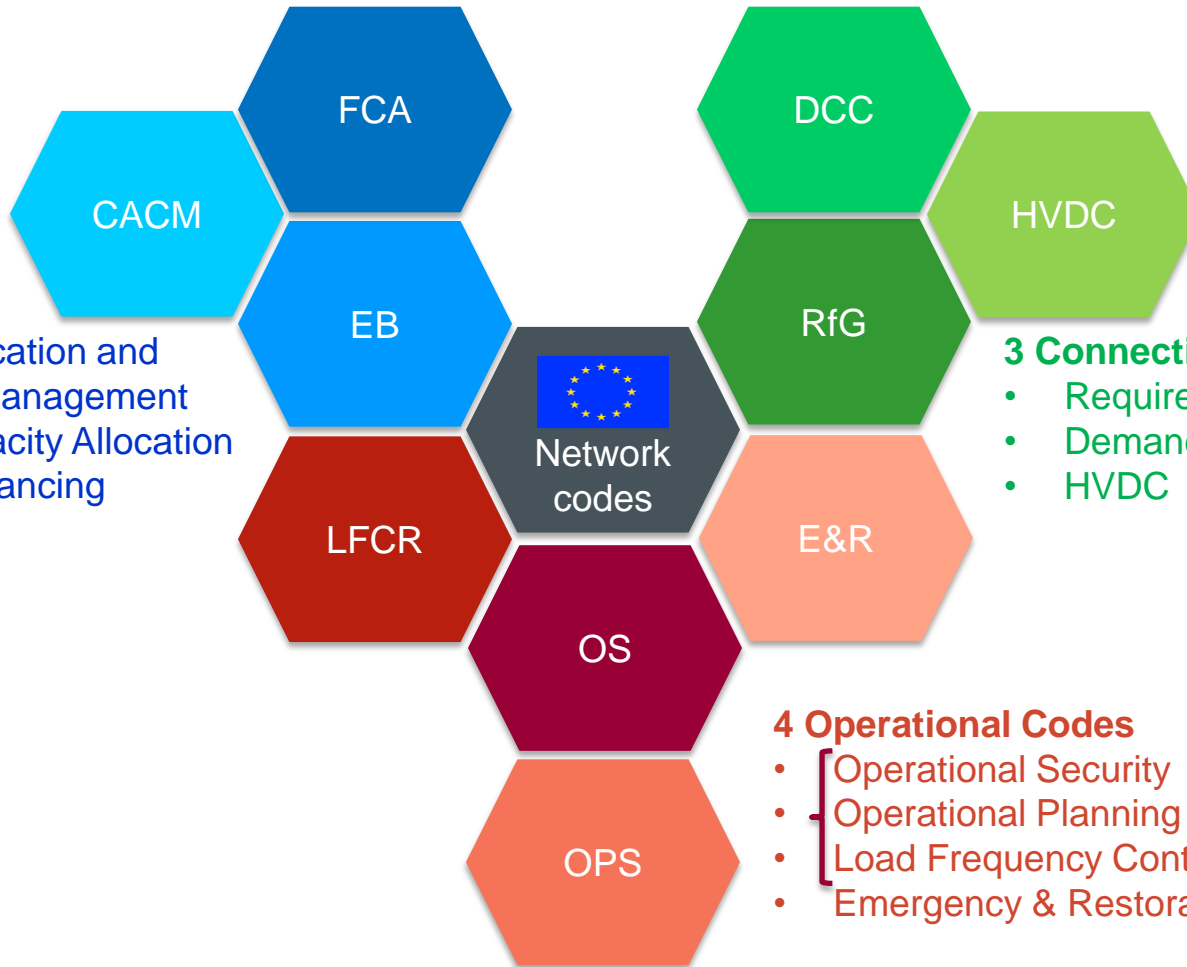 FCA
DCC
CACM
HVDC
EB
RfG
Network
codes
cation and
anagement
acity Allocation
ancing
3 Connecti
• Require
• Deman
• HVDC
LFCR
E&R
OS
4 Operational Codes
• Operational Security
• Operational Planning
• Load Frequency Cont
• Emergency & Restora
OPS